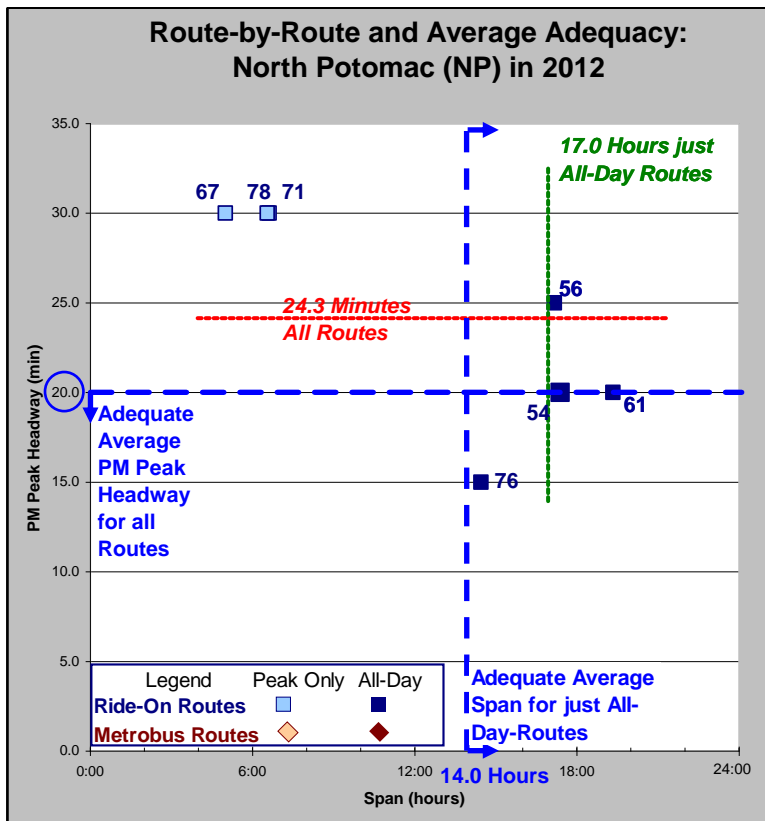 Route-by-Route and Average Adequacy:
North Potomac (NP) in 2012
35.0
30.0
25.0
20.0
15.0
10.0
5.0
0.0
PM Peak Headway (min)
17.0 Hours just
All-Day Routes
67
78
71
56
24.3 Minutes
All Routes
54
61
76
Adequate
Average
PM Peak
Headway
for all
Routes
Legend Peak Only All-Day
Ride-On Routes
Metrobus Routes
Adequate Average
Span for just All-
Day-Routes
14.0 Hours
0:00
6:00
12:00
18:00
24:00
Span (hours)